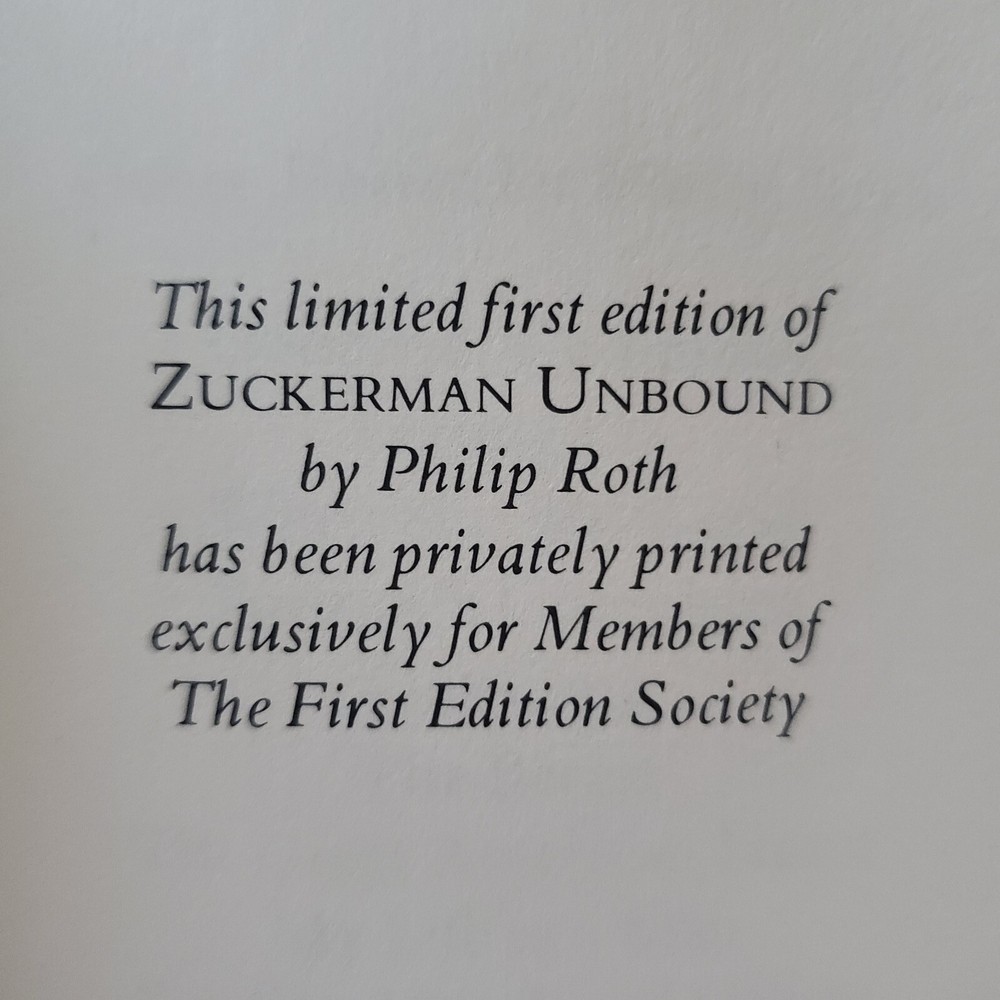 This limited first edition of
ZUCKERMAN UNBOUND
by Philip Roth
has been privately printed
exclusively for Members of
The First Edition Society